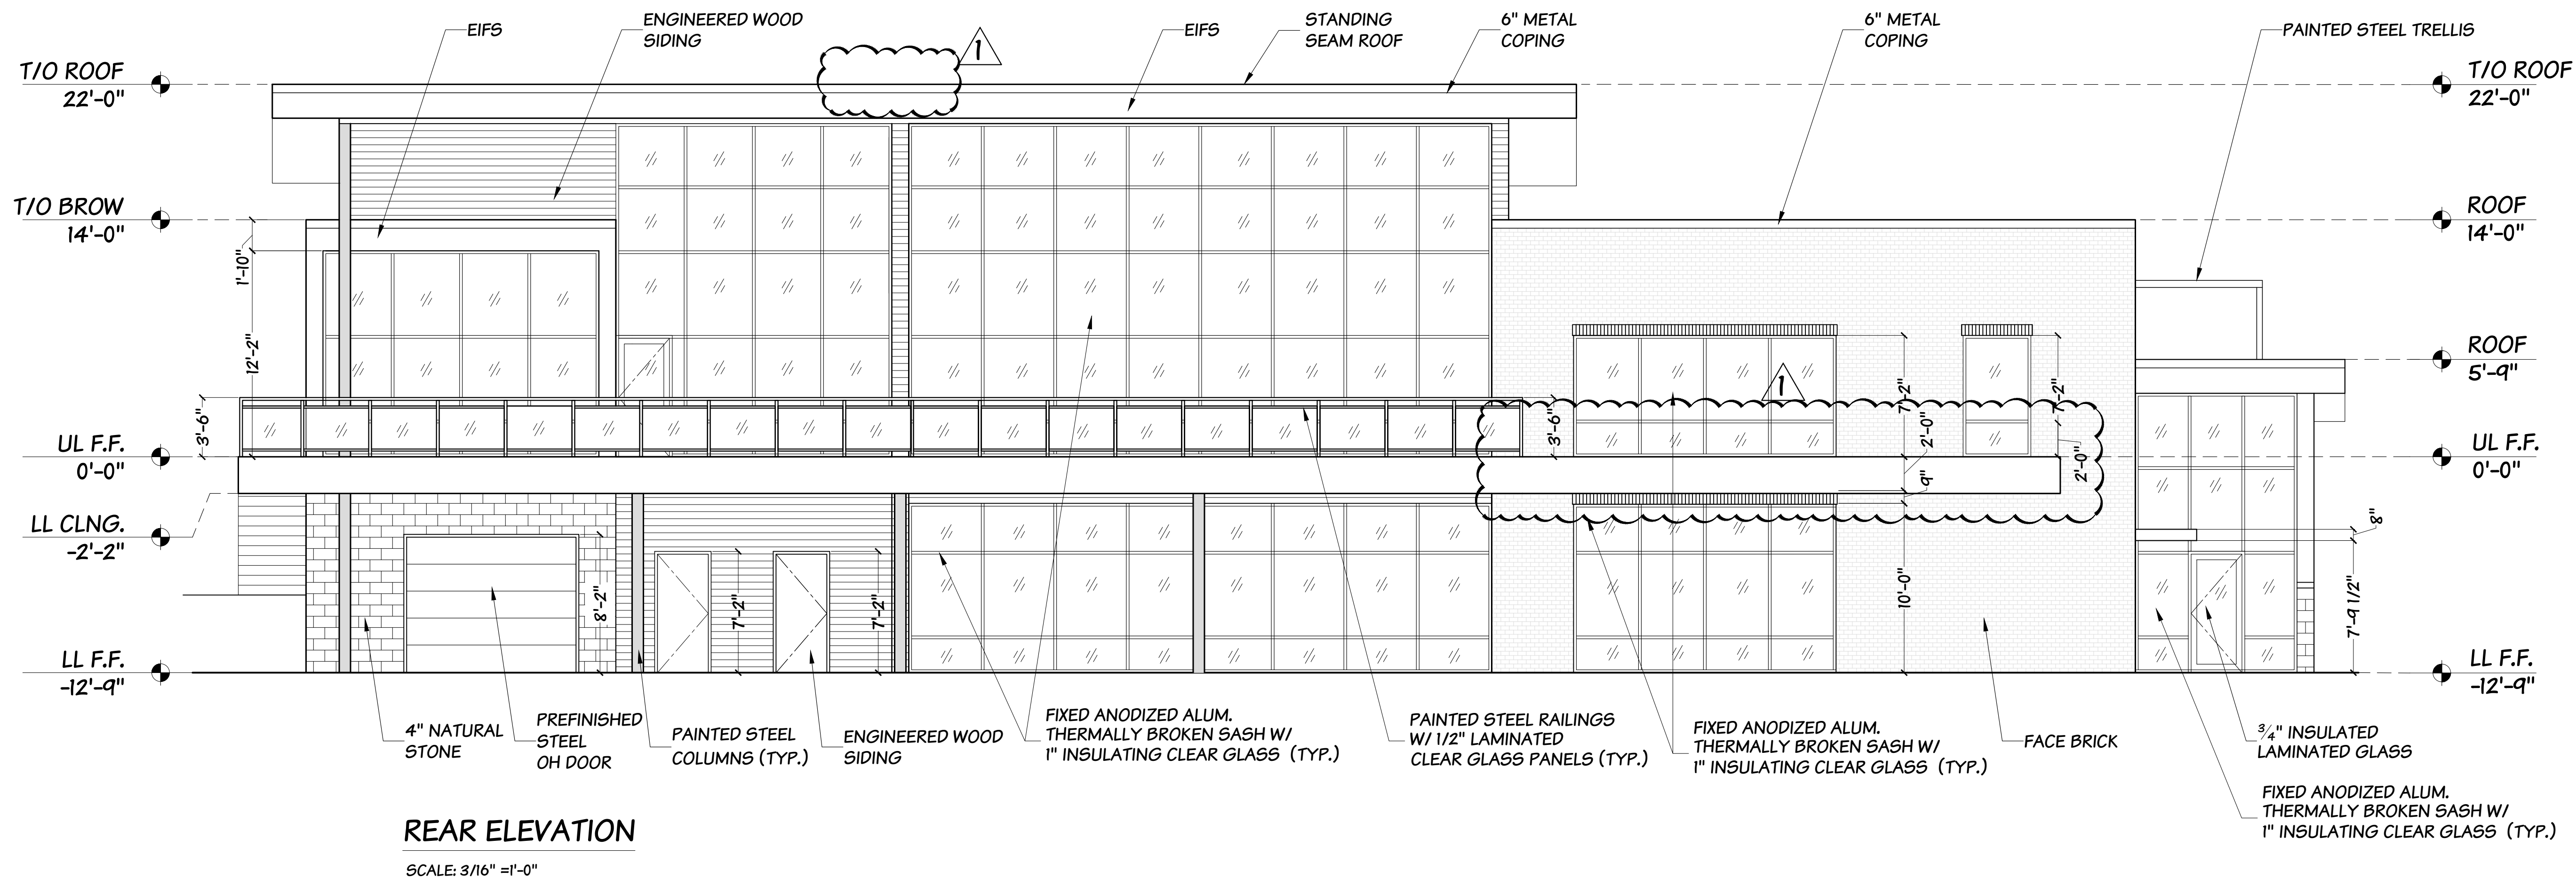 EIFS
ENGINEERED WOOD
SIDING
1
EIFS
STANDING
SEAM ROOF
6" METAL
COPING
6" METAL
COPING
PAINTED STEEL TRELLIS
T/O ROOF
22'-0"
T/O ROOF
22'-0"
T/O BROW
14'-0"
ROOF
14'-0"
1'-10"
12'-2"
3'-6"
ROOF
5'-9"
1
7'-2"
7'-2"
3'-6"
2'-0"
2'-0"
9"
UL F.F.
0'-0"
UL F.F.
0'-0"
LL CLNG.
-2'-2"
8"
8'-2"
7'-2"
7'-2"
10'-0"
7'-9 1/2"
LL F.F.
-12'-9"
LL F.F.
-12'-9"
4" NATURAL
STONE
PREFINISHED
STEEL
OH DOOR
PAINTED STEEL
COLUMNS (TYP.)
ENGINEERED WOOD
SIDING
FIXED ANODIZED ALUM.
THERMALLY BROKEN SASH W/
1" INSULATING CLEAR GLASS (TYP.)
PAINTED STEEL RAILINGS
W/ 1/2" LAMINATED
CLEAR GLASS PANELS (TYP.)
FIXED ANODIZED ALUM.
THERMALLY BROKEN SASH W/
1" INSULATING CLEAR GLASS (TYP.)
FACE BRICK
3/4" INSULATED
LAMINATED GLASS
FIXED ANODIZED ALUM.
THERMALLY BROKEN SASH W/
1" INSULATING CLEAR GLASS (TYP.)
REAR ELEVATION
SCALE: 3/16" =1'-0"